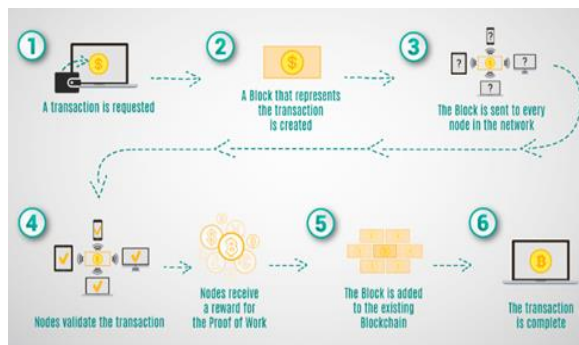 1
A transaction is requested
2
A Block that represents
the transaction
is created
3
The Block is sent to every
node in the network
4
Nodes validate the transaction
Nodes receive
a reward for
the Proof of Work
5
The Block is added
to the existing
Blockchain
6
The transaction
is complete